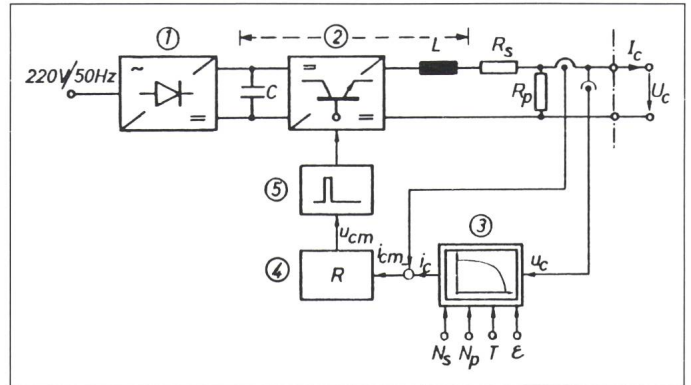 ① ②
220V/50Hz
~
=
C
=
=
L
R_s
R_p
I_c
U_c
⑤
u_cm
④
R
i_cm
i_c
③
u_c
N_s N_p T ε